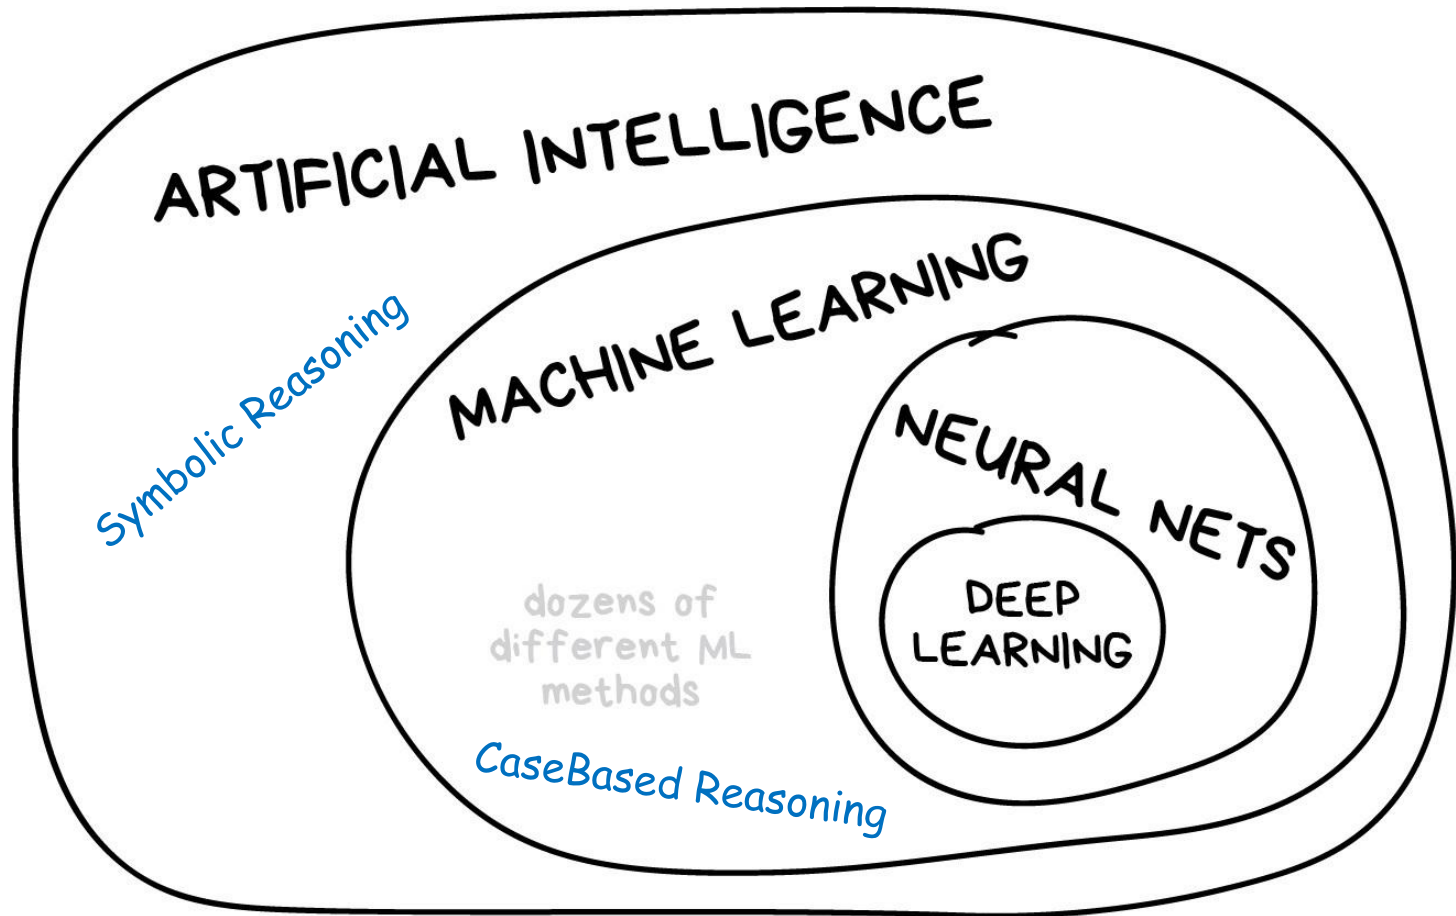 ARTIFICIAL INTELLIGENCE
MACHINE LEARNING
Symbolic Reasoning
NEURAL NETS
DEEP
LEARNING
dozens of
different ML
methods
CaseBased Reasoning